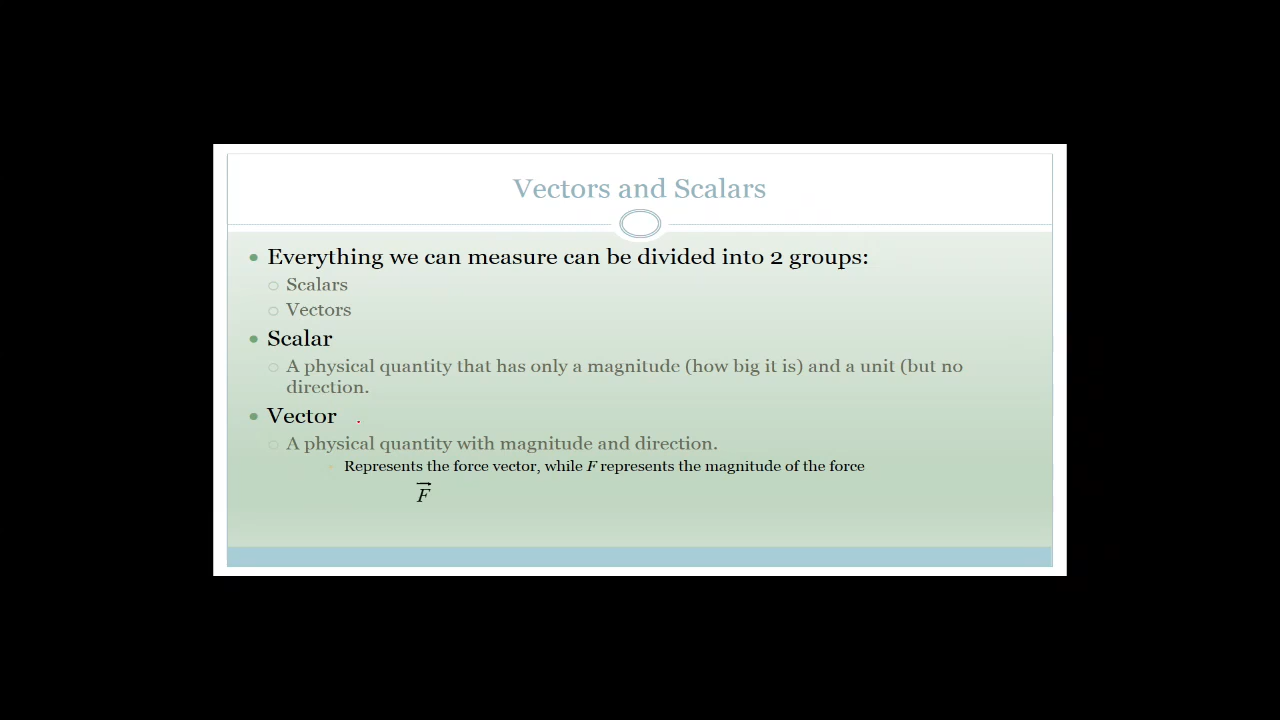 Vectors and Scalars
Everything we can measure can be divided into 2 groups:
Scalars
Vectors
Scalar
A physical quantity that has only a magnitude (how big it is) and a unit (but no
direction.
Vector
A physical quantity with magnitude and direction.
Represents the force vector, while F represents the magnitude of the force
F⃗